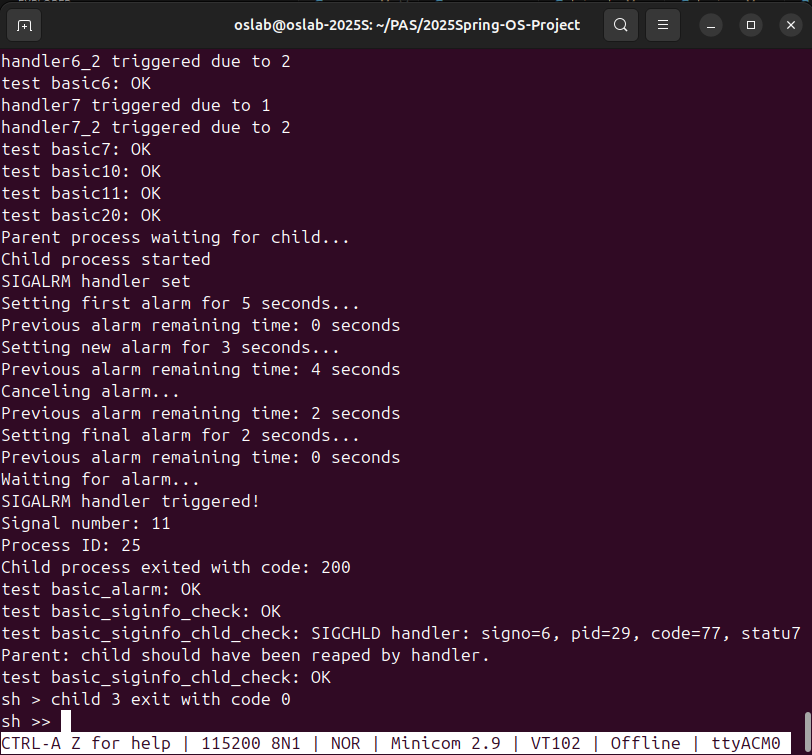 oslab@oslab-2025S: ~/PAS/2025Spring-OS-Project
handler6_2 triggered due to 2
test basic6: OK
handler7 triggered due to 1
handler7_2 triggered due to 2
test basic7: OK
test basic10: OK
test basic11: OK
test basic20: OK
Parent process waiting for child...
Child process started
SIGALRM handler set
Setting first alarm for 5 seconds...
Previous alarm remaining time: 0 seconds
Setting new alarm for 3 seconds...
Previous alarm remaining time: 4 seconds
Canceling alarm...
Previous alarm remaining time: 2 seconds
Setting final alarm for 2 seconds...
Previous alarm remaining time: 0 seconds
Waiting for alarm...
SIGALRM handler triggered!
Signal number: 11
Process ID: 25
Child process exited with code: 200
test basic_alarm: OK
test basic_siginfo_check: OK
test basic_siginfo_chld_check: SIGCHLD handler: signo=6, pid=29, code=77, statu7
Parent: child should have been reaped by handler.
test basic_siginfo_chld_check: OK
sh > child 3 exit with code 0
sh >>
CTRL-A Z for help | 115200 8N1 | NOR | Minicom 2.9 | VT102 | Offline | ttyACM0